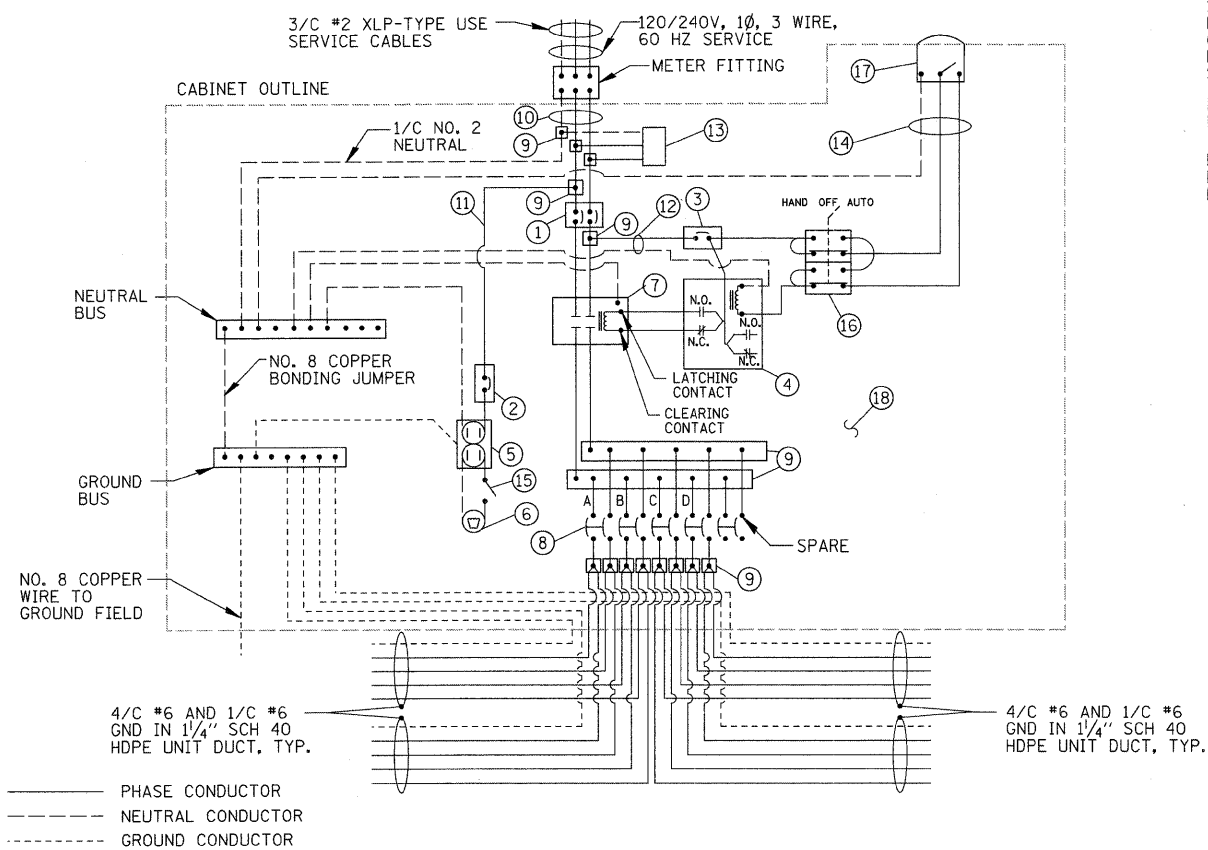 3/C #2 XLP-TYPE USE
SERVICE CABLES
120/240V, 1Ø, 3 WIRE,
60 HZ SERVICE
METER FITTING
17
CABINET OUTLINE
10
1/C NO. 2
NEUTRAL
9
13
14
11
9
1
9
12
3
HAND OFF AUTO
NEUTRAL
BUS
7
N.O.
N.C.
N.O.
N.C.
16
NO. 8 COPPER
BONDING JUMPER
LATCHING
CONTACT
4
2
CLEARING
CONTACT
18
GROUND
BUS
5
9
9
15
A B C D
6
8
SPARE
9
NO. 8 COPPER
WIRE TO
GROUND FIELD
4/C #6 AND 1/C #6
GND IN 1 1/4" SCH 40
HDPE UNIT DUCT, TYP.
4/C #6 AND 1/C #6
GND IN 1 1/4" SCH 40
HDPE UNIT DUCT, TYP.
PHASE CONDUCTOR
NEUTRAL CONDUCTOR
GROUND CONDUCTOR